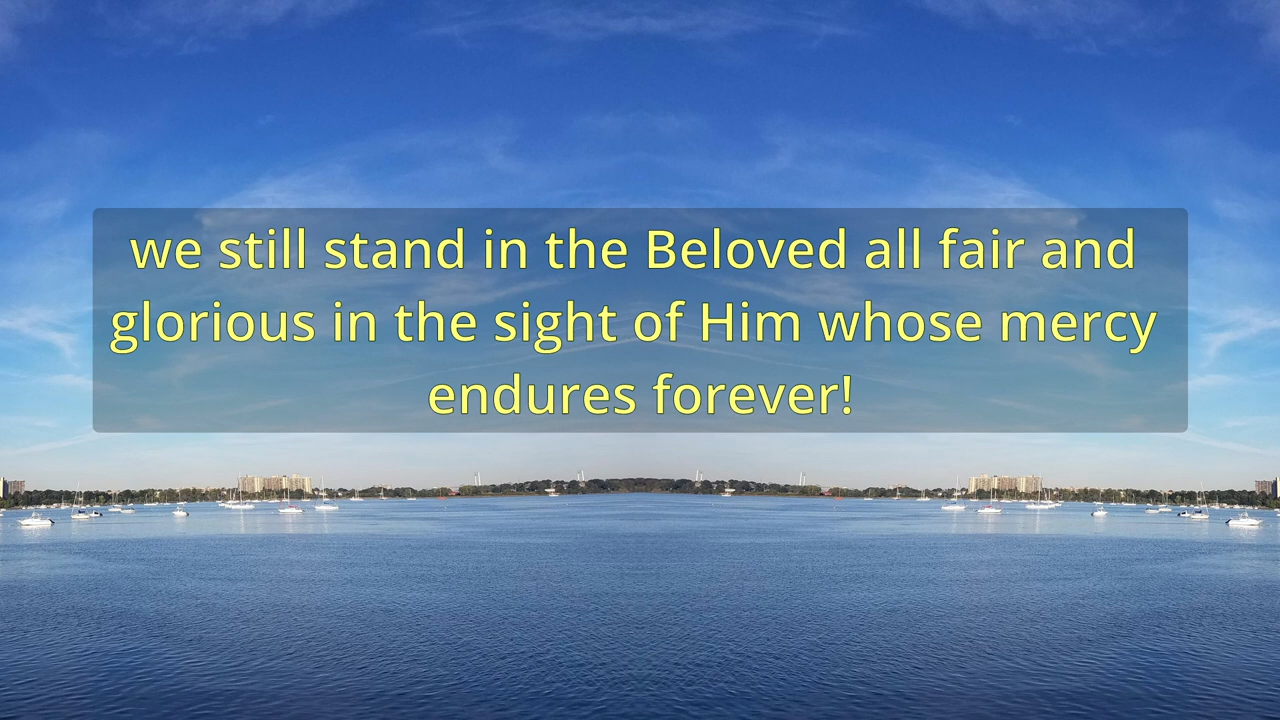 we still stand in the Beloved all fair and
glorious in the sight of Him whose mercy
endures forever!